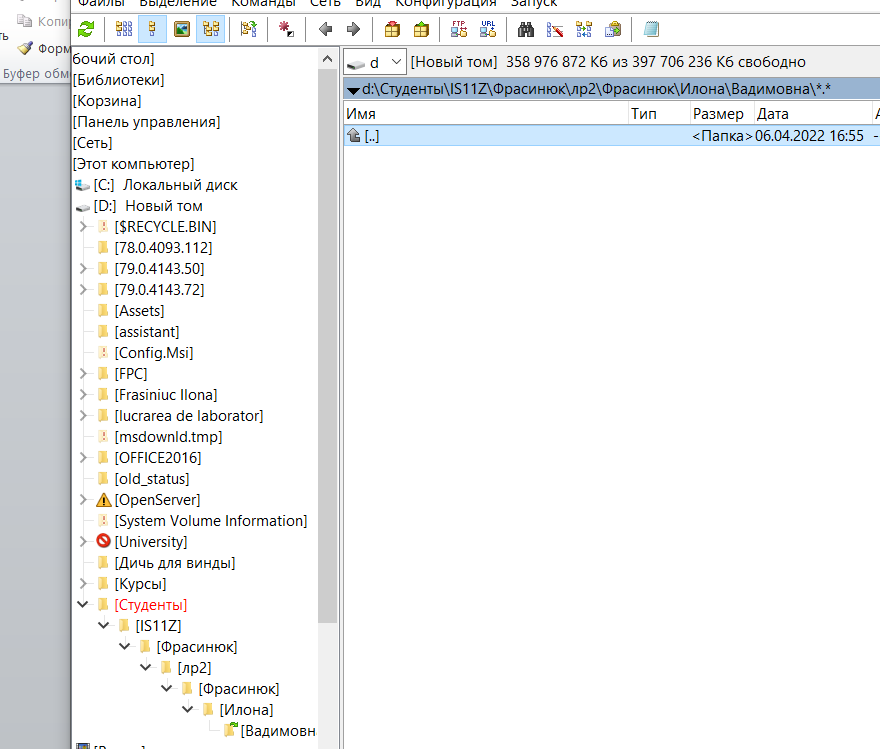 Файлы Выделение Команды Сеть Вид Конфигурация Запуск
Копи
ть
Форм
Буфер обм
FTP URL
d [Новый том] 358 976 872 Кб из 397 706 236 Кб свободно
d:\Студенты\IS11Z\Фрасинюк\лр2\Фрасинюк\Илона\Вадимовна\*.*
Имя Тип Размер Дата
[..] <Папка> 06.04.2022 16:55 -
бочий стол]
[Библиотеки]
[Корзина]
[Панель управления]
[Сеть]
[Этот компьютер]
[C:] Локальный диск
[D:] Новый том
[$RECYCLE.BIN]
[78.0.4093.112]
[79.0.4143.50]
[79.0.4143.72]
[Assets]
[assistant]
[Config.Msi]
[FPC]
[Frasiniuc Ilona]
[lucrarea de laborator]
[msdownld.tmp]
[OFFICE2016]
[old_status]
[OpenServer]
[System Volume Information]
[University]
[Дичь для винды]
[Курсы]
[Студенты]
[IS11Z]
[Фрасинюк]
[лр2]
[Фрасинюк]
[Илона]
[Вадимовн